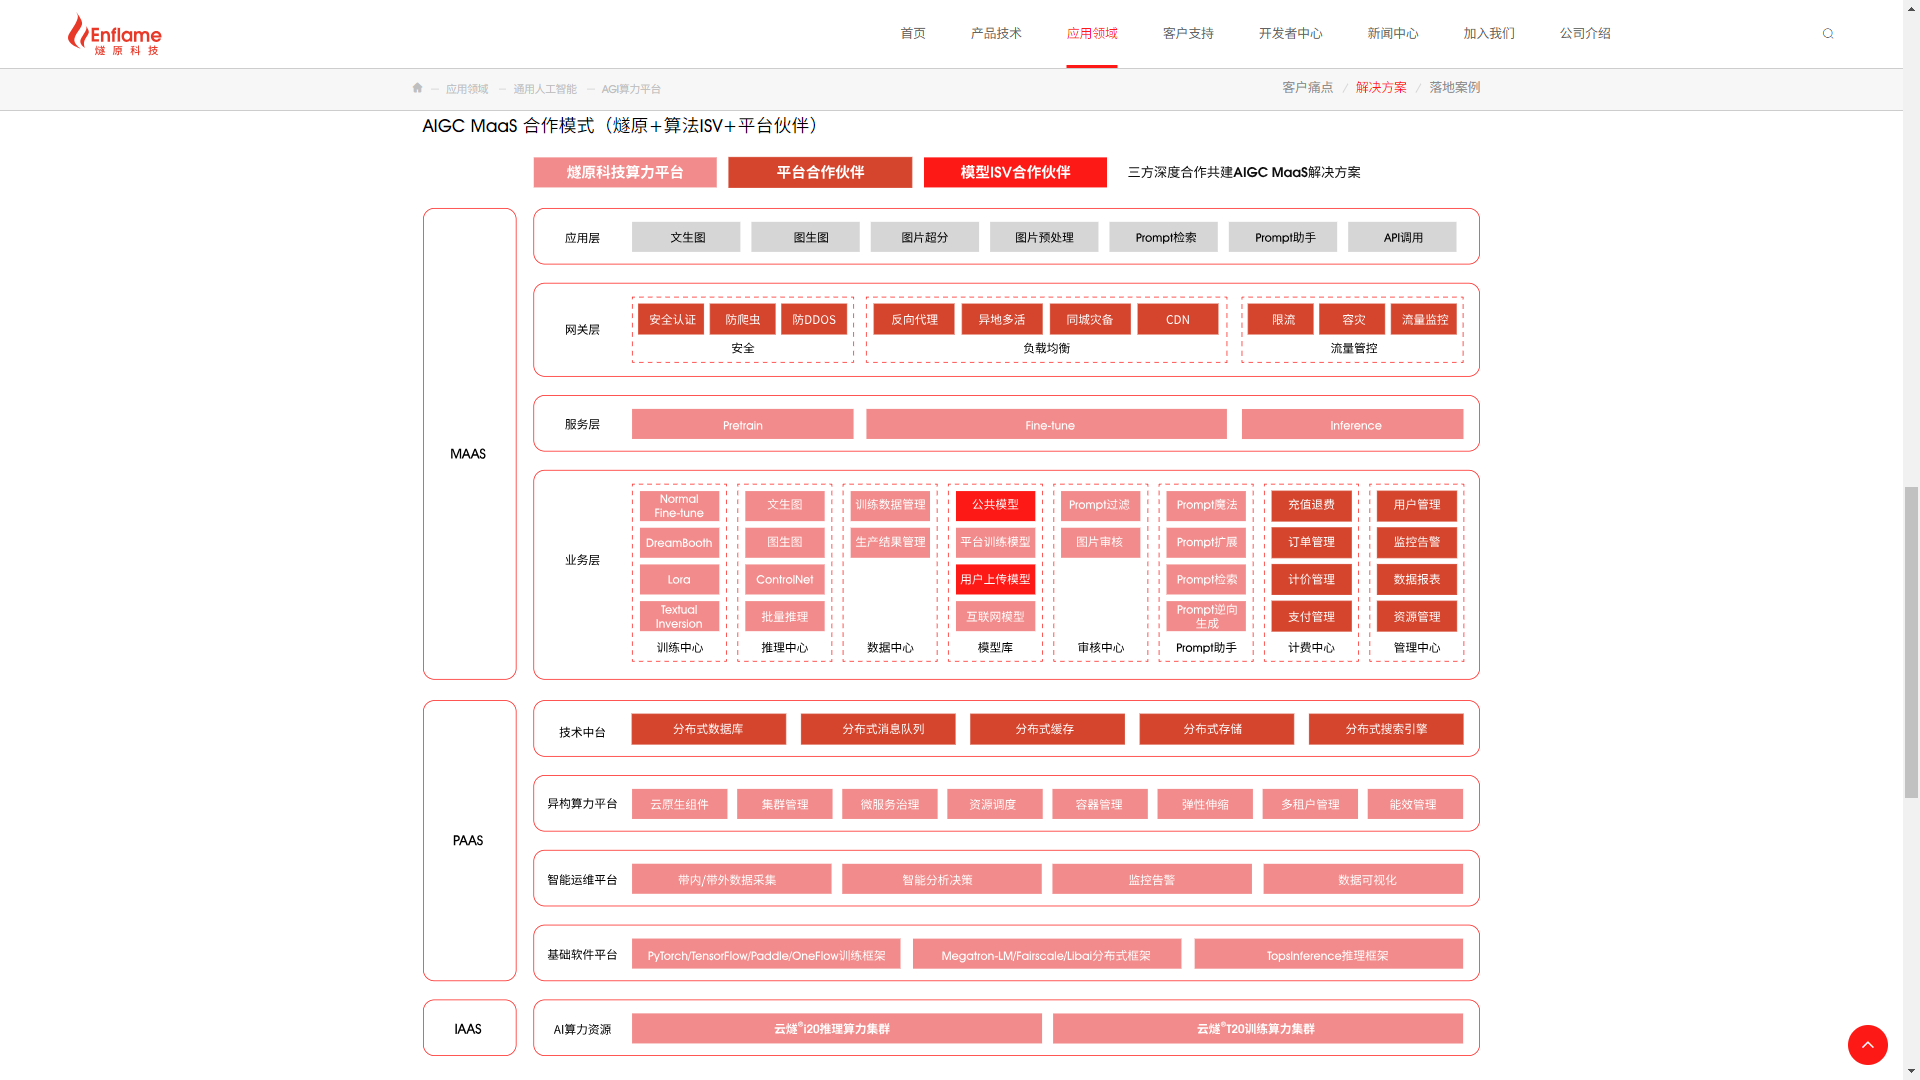 Enflame
燧原科技
首页
产品技术
应用领域
客户支持
开发者中心
新闻中心
加入我们
公司介绍
应用领域
通用人工智能
AGI算力平台
客户痛点 / 解决方案 / 落地案例
AIGC MaaS 合作模式（燧原+算法ISV+平台伙伴）
燧原科技算力平台
平台合作伙伴
模型ISV合作伙伴
三方深度合作共建AIGC MaaS解决方案
MAAS
应用层
文生图
图生图
图片超分
图片预处理
Prompt检索
Prompt助手
API调用
网关层
安全认证
防爬虫
防DDOS
安全
反向代理
异地多活
同城灾备
CDN
负载均衡
限流
容灾
流量监控
流量管控
服务层
Pretrain
Fine-tune
Inference
业务层
Normal
Fine-tune
DreamBooth
Lora
Textual
Inversion
训练中心
文生图
图生图
ControlNet
批量推理
推理中心
训练数据管理
生产结果管理
数据中心
公共模型
平台训练模型
用户上传模型
互联网模型
模型库
Prompt过滤
图片审核
审核中心
Prompt魔法
Prompt扩展
Prompt检索
Prompt逆向
生成
Prompt助手
充值退费
订单管理
计价管理
支付管理
计费中心
用户管理
监控告警
数据报表
资源管理
管理中心
PAAS
技术中台
分布式数据库
分布式消息队列
分布式缓存
分布式存储
分布式搜索引擎
异构算力平台
云原生组件
集群管理
微服务治理
资源调度
容器管理
弹性伸缩
多租户管理
能效管理
智能运维平台
带内/带外数据采集
智能分析决策
监控告警
数据可视化
基础软件平台
PyTorch/TensorFlow/Paddle/OneFlow训练框架
Megatron-LM/Fairscale/Libai分布式框架
TopsInference推理框架
IAAS
AI算力资源
云燧®i20推理算力集群
云燧®T20训练算力集群